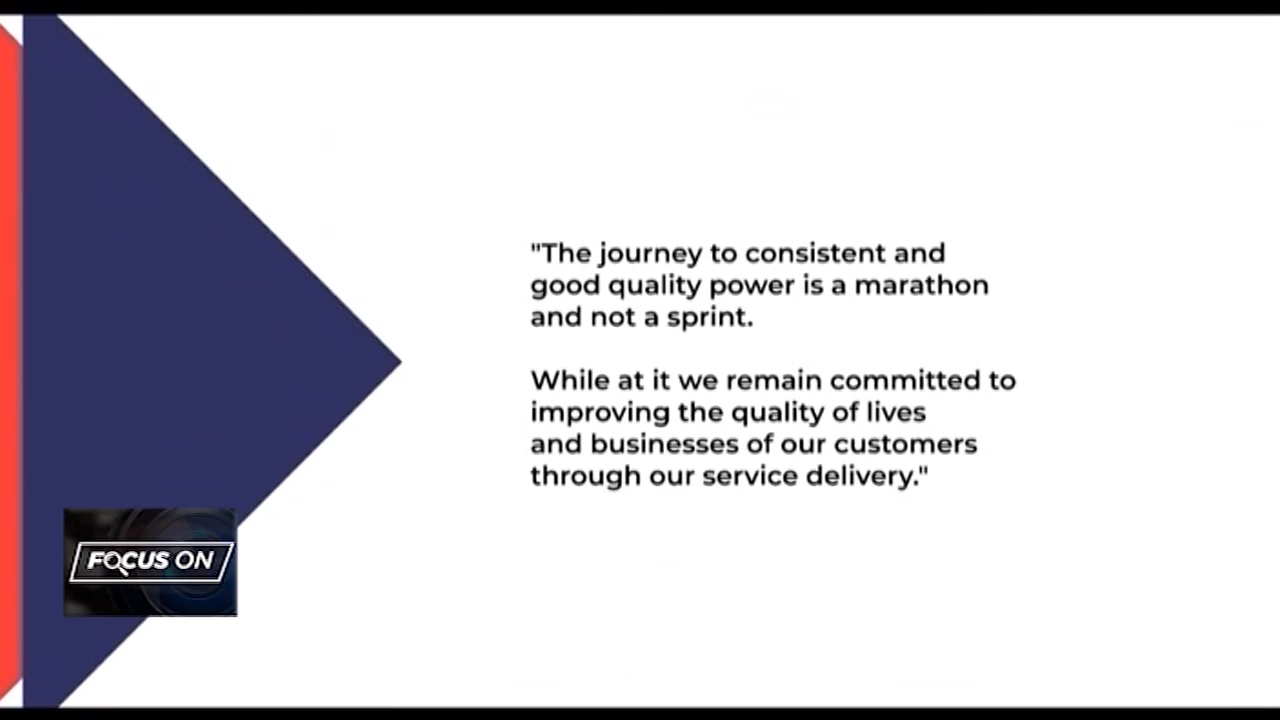 "The journey to consistent and
good quality power is a marathon
and not a sprint.
While at it we remain committed to
improving the quality of lives
and businesses of our customers
through our service delivery."
FOCUS ON